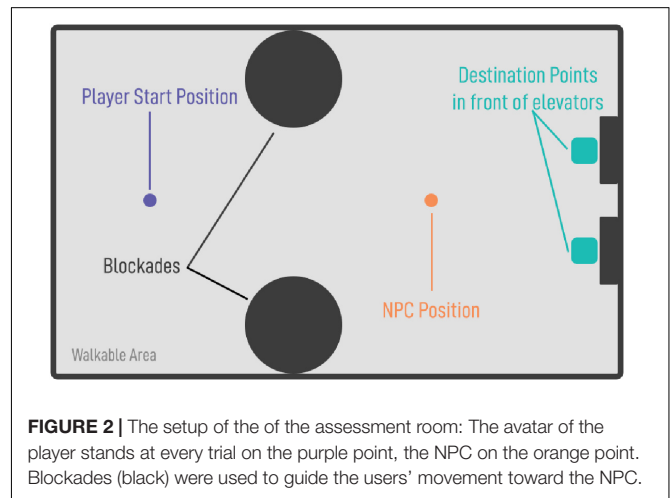 Player Start Position
Destination Points
in front of elevators
Blockades
NPC Position
Walkable Area
FIGURE 2 | The setup of the of the assessment room: The avatar of the
player stands at every trial on the purple point, the NPC on the orange point.
Blockades (black) were used to guide the users’ movement toward the NPC.